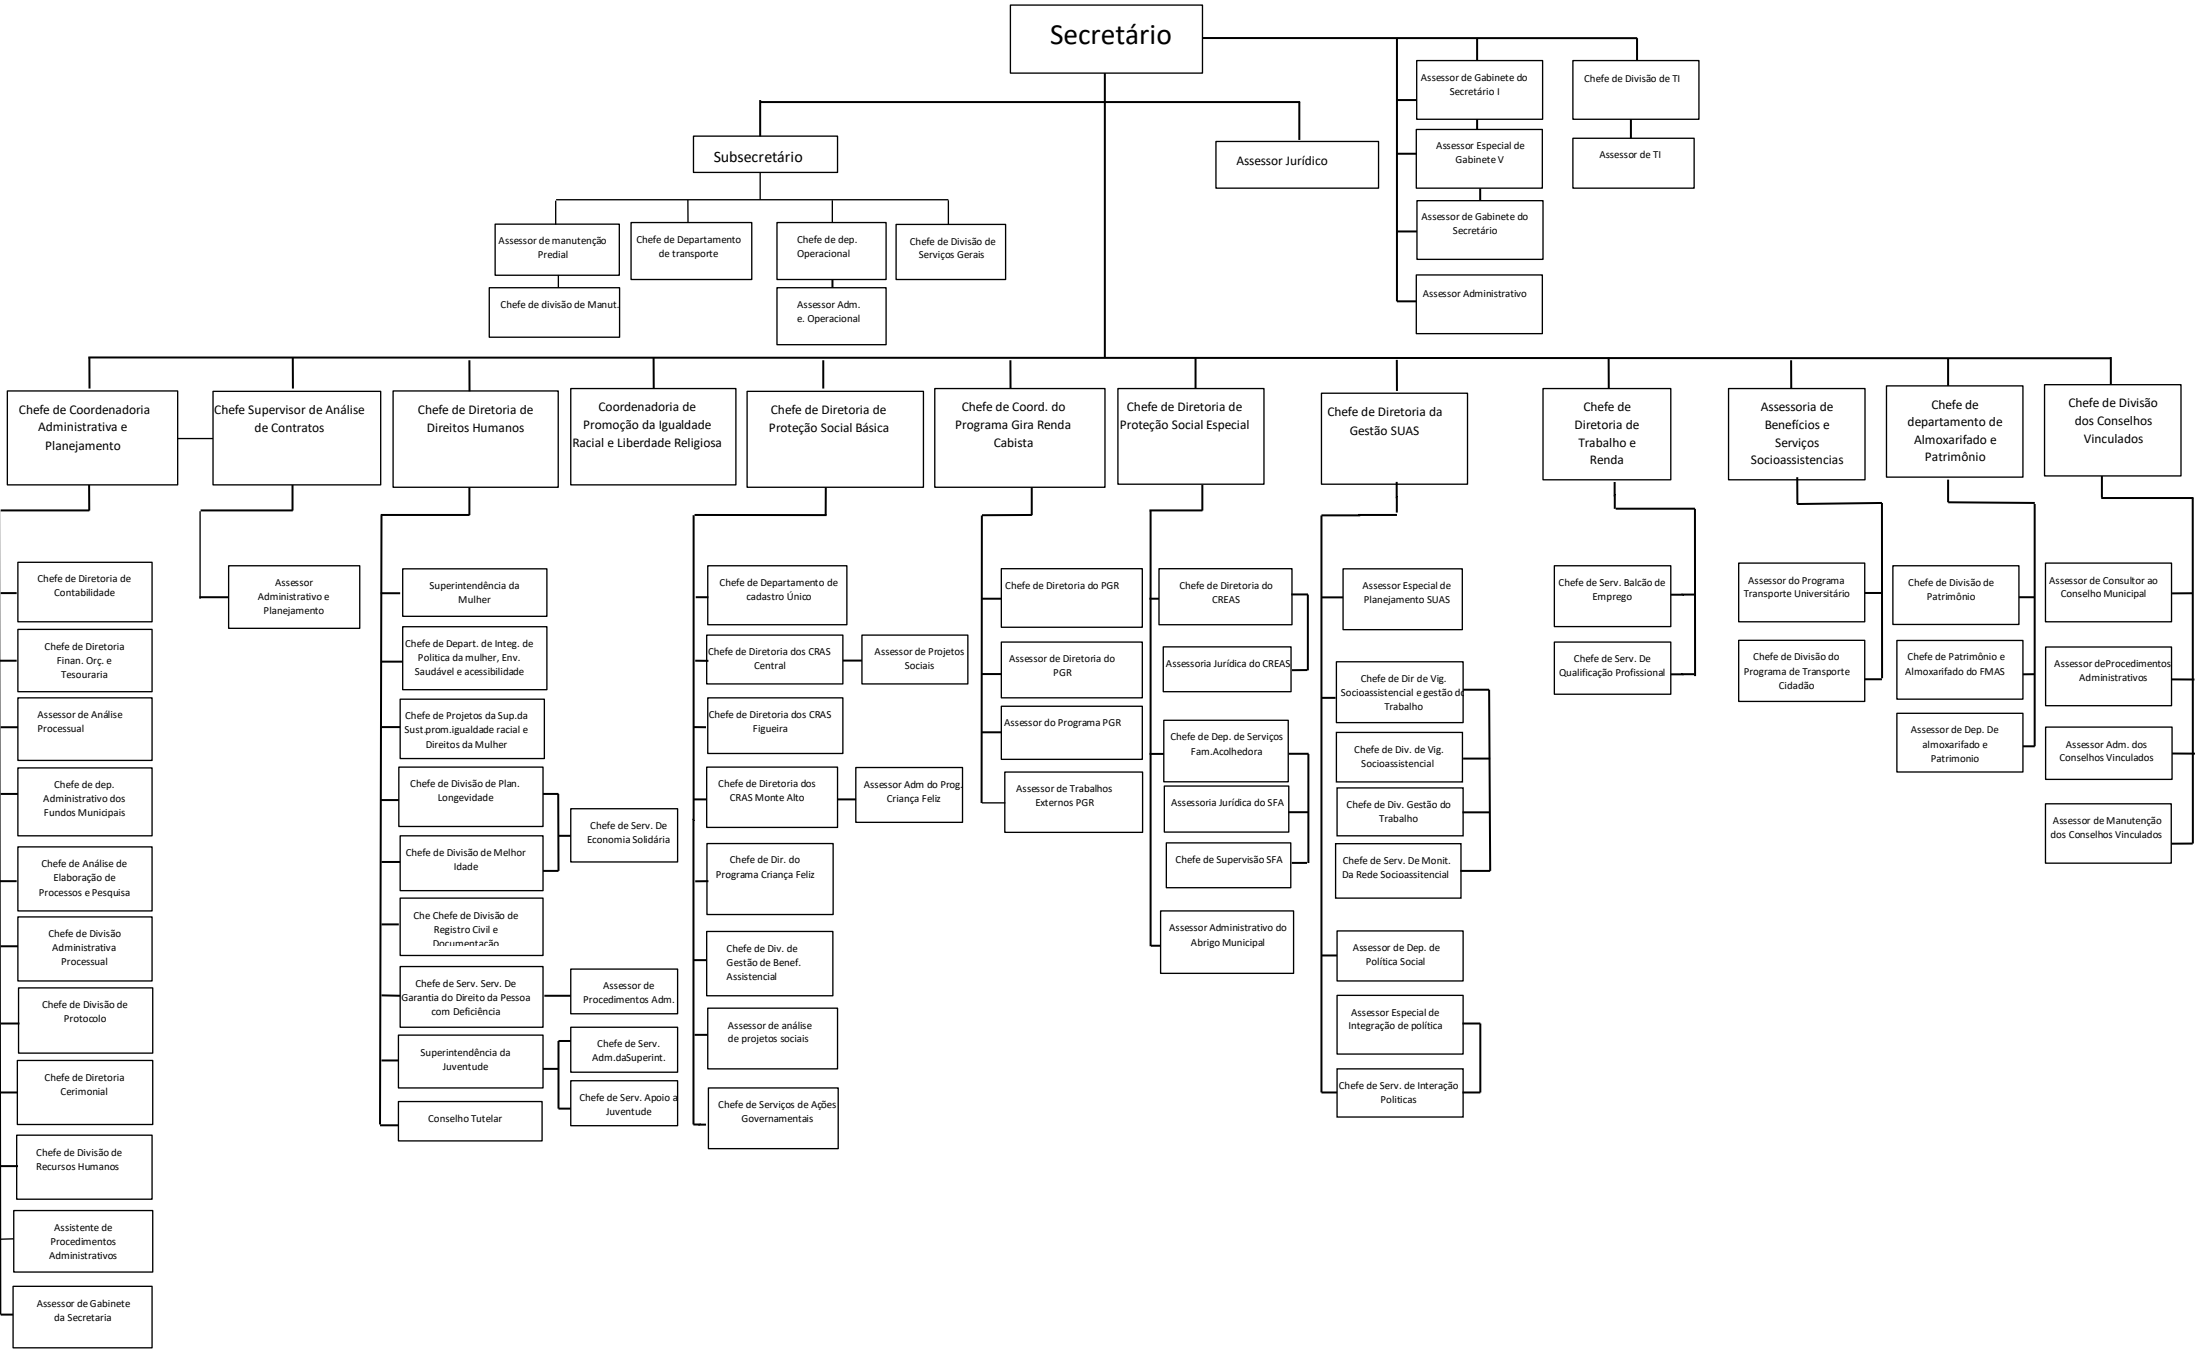 Secretário
Assessor de Gabinete do
Secretário I
Chefe de Divisão de TI
Assessor Especial de
Gabinete V
Assessor de TI
Subsecretário
Assessor Jurídico
Assessor de Gabinete do
Secretário
Assessor Administrativo
Assessor de manutenção
Predial
Chefe de Departamento
de transporte
Chefe de dep.
Operacional
Chefe de Divisão de
Serviços Gerais
Chefe de divisão de Manut.
Assessor Adm.
e. Operacional
Chefe de Coordenadoria
Administrativa e
Planejamento
Chefe Supervisor de Análise
de Contratos
Chefe de Diretoria de
Direitos Humanos
Coordenadoria de
Promoção da Igualdade
Racial e Liberdade Religiosa
Chefe de Diretoria de
Proteção Social Básica
Chefe de Coord. do
Programa Gira Renda
Cabista
Chefe de Diretoria de
Proteção Social Especial
Chefe de Diretoria da
Gestão SUAS
Chefe de
Diretoria de
Trabalho e
Renda
Assessoria de
Benefícios e
Serviços
Socioassistencias
Chefe de
departamento de
Almoxarifado e
Patrimônio
Chefe de Divisão
dos Conselhos
Vinculados
Chefe de Diretoria de
Contabilidade
Chefe de Diretoria
Finan. Orç. e
Tesouraria
Assessor de Análise
Processual
Chefe de dep.
Administrativo dos
Fundos Municipais
Chefe de Análise de
Elaboração de
Processos e Pesquisa
Chefe de Divisão
Administrativa
Processual
Chefe de Divisão de
Protocolo
Chefe de Diretoria
Cerimonial
Chefe de Divisão de
Recursos Humanos
Assistente de
Procedimentos
Administrativos
Assessor de Gabinete
da Secretaria
Assessor
Administrativo e
Planejamento
Superintendência da
Mulher
Chefe de Depart. de Integ. de
Politica da mulher, Env.
Saudável e acessibilidade
Chefe de Projetos da Sup.da
Sust.prom.igualdade racial e
Direitos da Mulher
Chefe de Divisão de Plan.
Longevidade
Chefe de Serv. De
Economia Solidária
Chefe de Divisão de Melhor
Idade
Che Chefe de Divisão de
Registro Civil e
Documentação
Chefe de Serv. Serv. De
Garantia do Direito da Pessoa
com Deficiência
Assessor de
Procedimentos Adm.
Superintendência da
Juventude
Chefe de Serv.
Adm.daSuperint.
Chefe de Serv. Apoio a
Juventude
Conselho Tutelar
Chefe de Departamento de
cadastro Único
Chefe de Diretoria dos CRAS
Central
Assessor de Projetos
Sociais
Chefe de Diretoria dos CRAS
Figueira
Chefe de Diretoria dos
CRAS Monte Alto
Assessor Adm do Prog.
Criança Feliz
Chefe de Dir. do
Programa Criança Feliz
Chefe de Div. de
Gestão de Benef.
Assistencial
Assessor de análise
de projetos sociais
Chefe de Serviços de Ações
Governamentais
Chefe de Diretoria do PGR
Assessor de Diretoria do
PGR
Assessor do Programa PGR
Assessor de Trabalhos
Externos PGR
Chefe de Diretoria do
CREAS
Assessoria Jurídica do CREAS
Chefe de Dep. de Serviços
Fam.Acolhedora
Assessoria Jurídica do SFA
Chefe de Supervisão SFA
Assessor Administrativo do
Abrigo Municipal
Assessor Especial de
Planejamento SUAS
Chefe de Dir de Vig.
Socioassistencial e gestão do
Trabalho
Chefe de Div. de Vig.
Socioassistencial
Chefe de Div. Gestão do
Trabalho
Chefe de Serv. De Monit.
Da Rede Socioassitencial
Assessor de Dep. de
Política Social
Assessor Especial de
Integração de política
Chefe de Serv. de Interação
Politicas
Chefe de Serv. Balcão de
Emprego
Chefe de Serv. De
Qualificação Profissional
Assessor do Programa
Transporte Universitário
Chefe de Divisão do
Programa de Transporte
Cidadão
Chefe de Divisão de
Patrimônio
Chefe de Patrimônio e
Almoxarifado do FMAS
Assessor de Dep. De
almoxarifado e
Patrimonio
Assessor de Consultor ao
Conselho Municipal
Assessor deProcedimentos
Administrativos
Assessor Adm. dos
Conselhos Vinculados
Assessor de Manutenção
dos Conselhos Vinculados